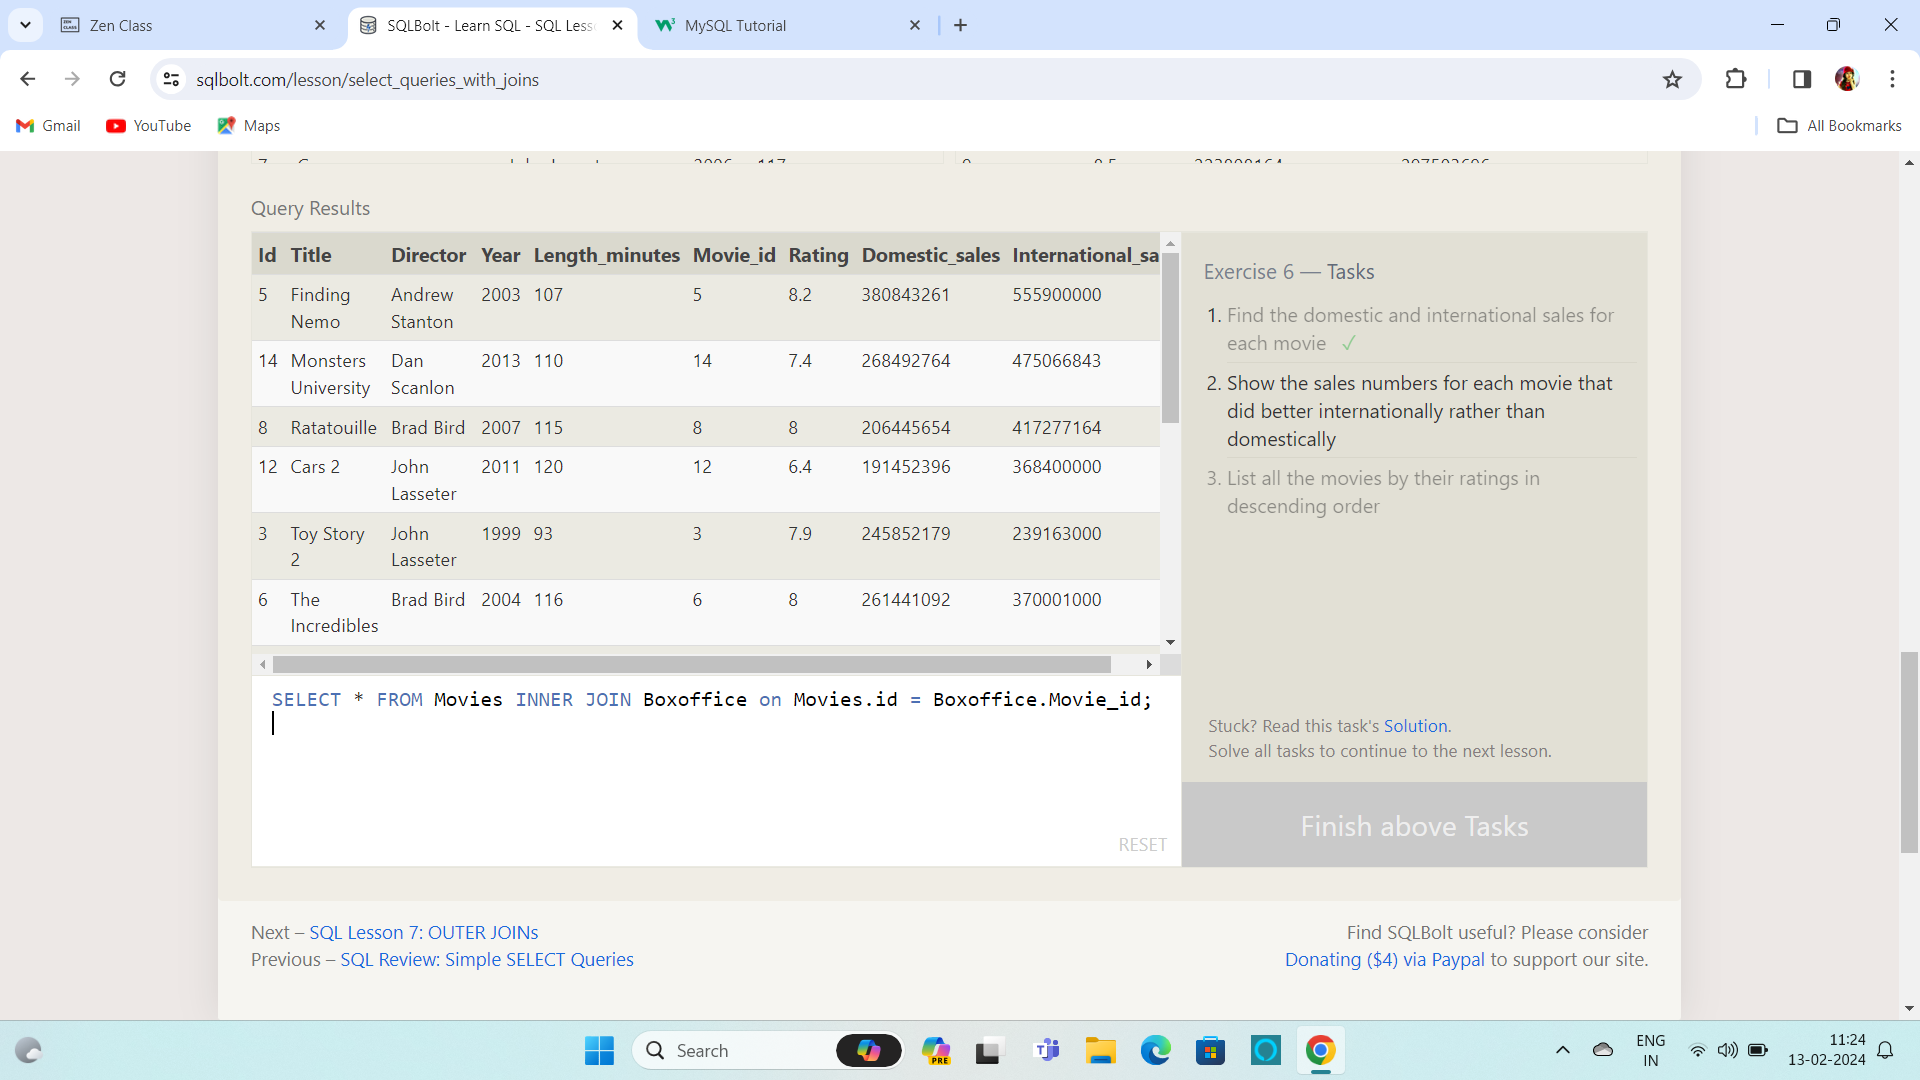 Zen Class
SQLBolt - Learn SQL - SQL Less
MySQL Tutorial
sqlbolt.com/lesson/select_queries_with_joins
Gmail
YouTube
Maps
All Bookmarks
Query Results
Id Title Director Year Length_minutes Movie_id Rating Domestic_sales International_sa
5 Finding Nemo Andrew Stanton 2003 107 5 8.2 380843261 555900000
14 Monsters University Dan Scanlon 2013 110 14 7.4 268492764 475066843
8 Ratatouille Brad Bird 2007 115 8 8 206445654 417277164
12 Cars 2 John Lasseter 2011 120 12 6.4 191452396 368400000
3 Toy Story 2 John Lasseter 1999 93 3 7.9 245852179 239163000
6 The Incredibles Brad Bird 2004 116 6 8 261441092 370001000
SELECT * FROM Movies INNER JOIN Boxoffice on Movies.id = Boxoffice.Movie_id;
RESET
Exercise 6 — Tasks
1. Find the domestic and international sales for
each movie ✓
2. Show the sales numbers for each movie that
did better internationally rather than
domestically
3. List all the movies by their ratings in
descending order
Stuck? Read this task's Solution.
Solve all tasks to continue to the next lesson.
Finish above Tasks
Next – SQL Lesson 7: OUTER JOINs
Previous – SQL Review: Simple SELECT Queries
Find SQLBolt useful? Please consider
Donating ($4) via Paypal to support our site.
Search
PRE
ENG
IN
11:24
13-02-2024